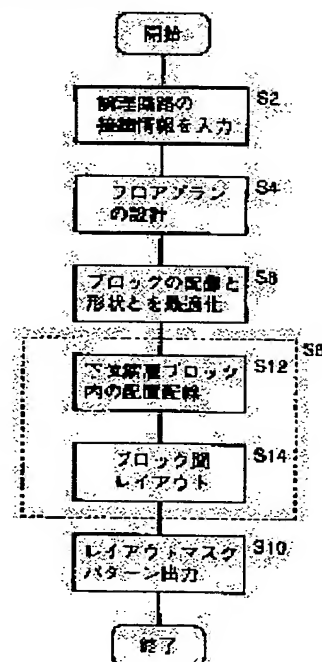 開始
論理回路の
接続情報を入力
S2
フロアプラン
の設計
S4
ブロックの配置と
形状とを最適化
S6
S8
下位階層ブロック
内の配置配線
S12
ブロック間
レイアウト
S14
レイアウトマスク
パターン出力
S10
終了